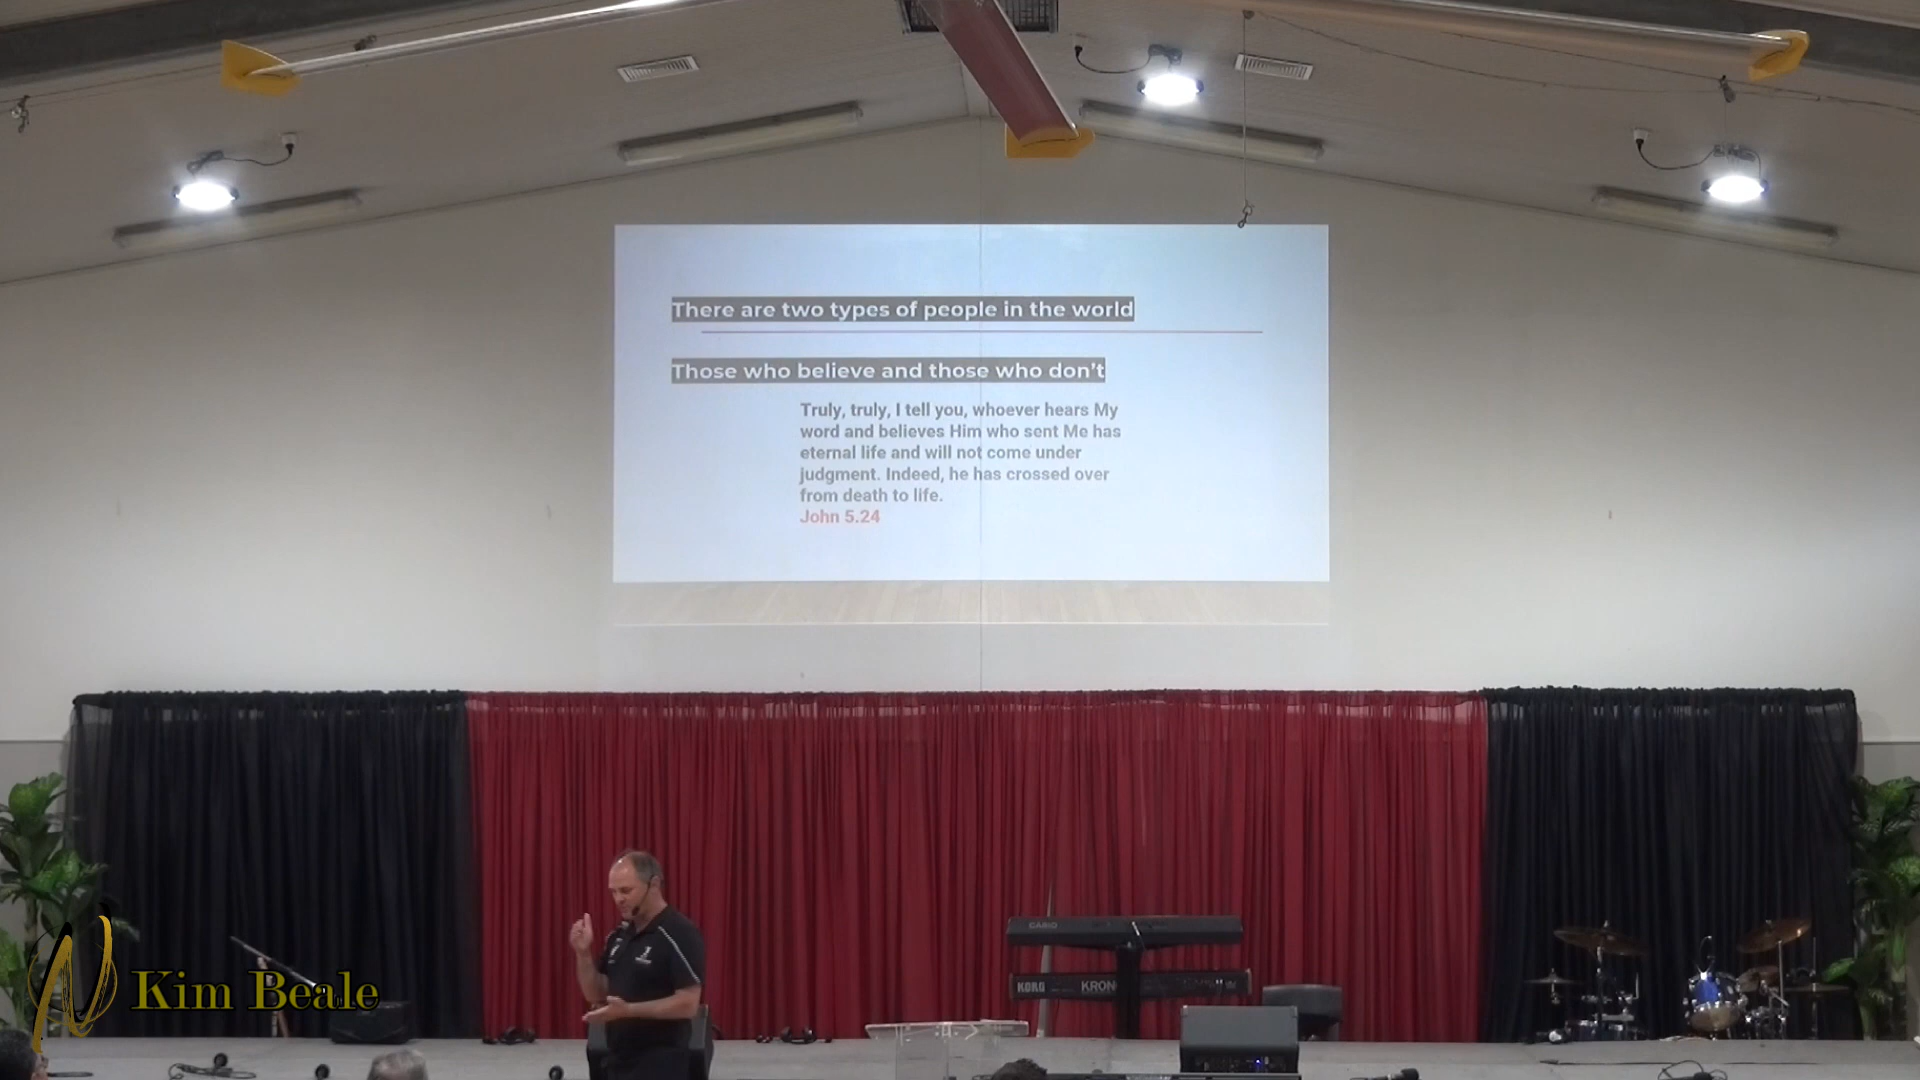 There are two types of people in the world
Those who believe and those who don't
Truly, truly, I tell you, whoever hears My
word and believes Him who sent Me has
eternal life and will not come under
judgment. Indeed, he has crossed over
from death to life.
John 5.24
CASIO
KORG KRONOS
Kim Beale